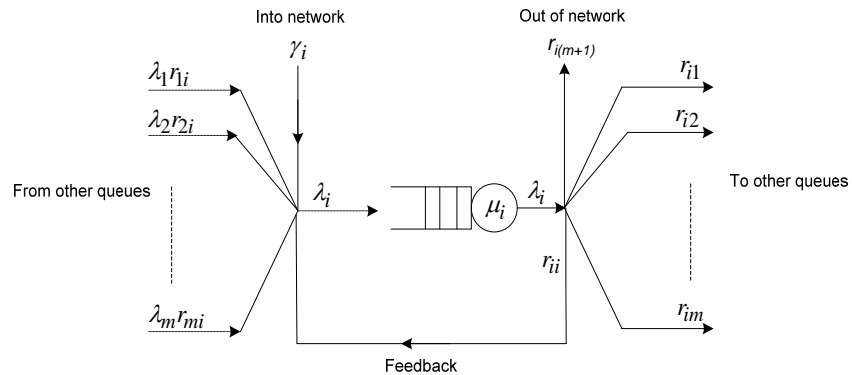 Into network
Out of network
γi
ri(m+1)
λ1r1i
λ2r2i
ri1
ri2
From other queues
λi
μi
λi
To other queues
rii
λmrmi
rim
Feedback